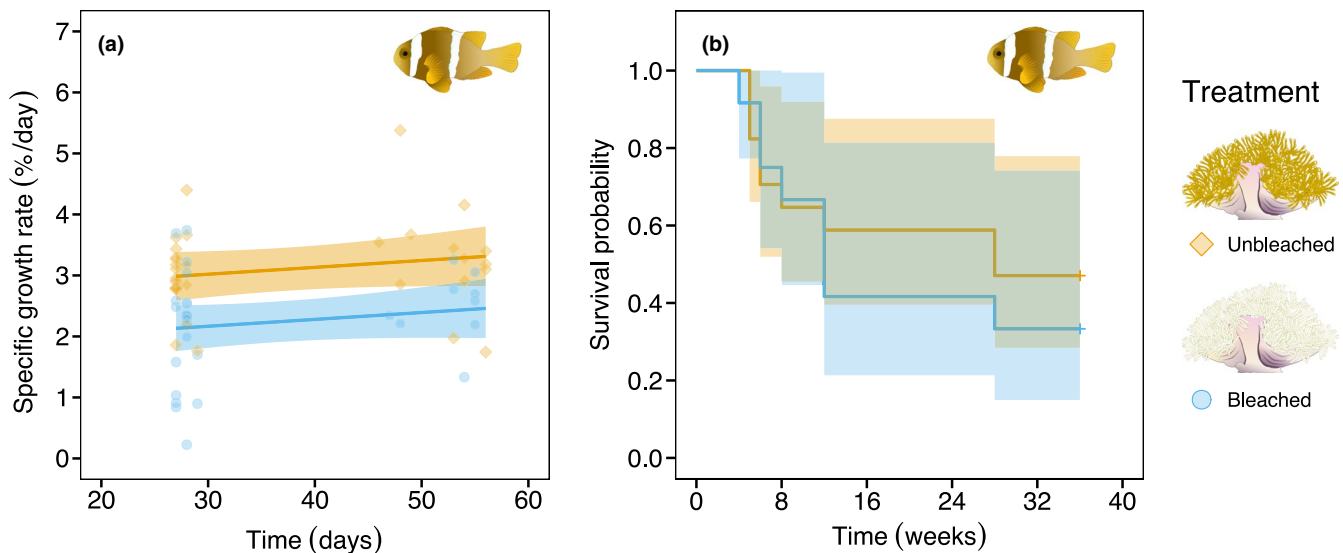 (a)
7
6
5
4
3
2
1
0
Specific growth rate (%/day)
20 30 40 50 60
Time (days)
(b)
1.0
0.8
0.6
0.4
0.2
0.0
Survival probability
0 8 16 24 32 40
Time (weeks)
Treatment
Unbleached
Bleached